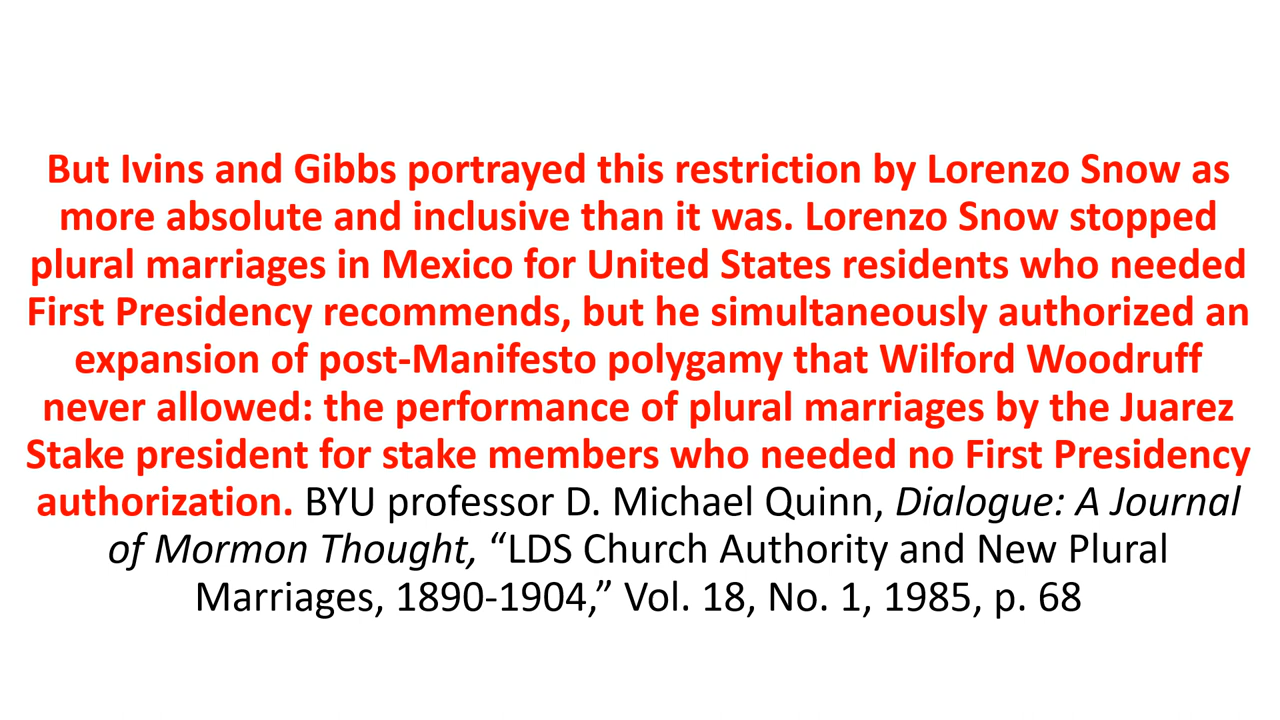 But Ivins and Gibbs portrayed this restriction by Lorenzo Snow as
more absolute and inclusive than it was. Lorenzo Snow stopped
plural marriages in Mexico for United States residents who needed
First Presidency recommends, but he simultaneously authorized an
expansion of post-Manifesto polygamy that Wilford Woodruff
never allowed: the performance of plural marriages by the Juarez
Stake president for stake members who needed no First Presidency
authorization. BYU professor D. Michael Quinn, Dialogue: A Journal
of Mormon Thought, “LDS Church Authority and New Plural
Marriages, 1890-1904,” Vol. 18, No. 1, 1985, p. 68